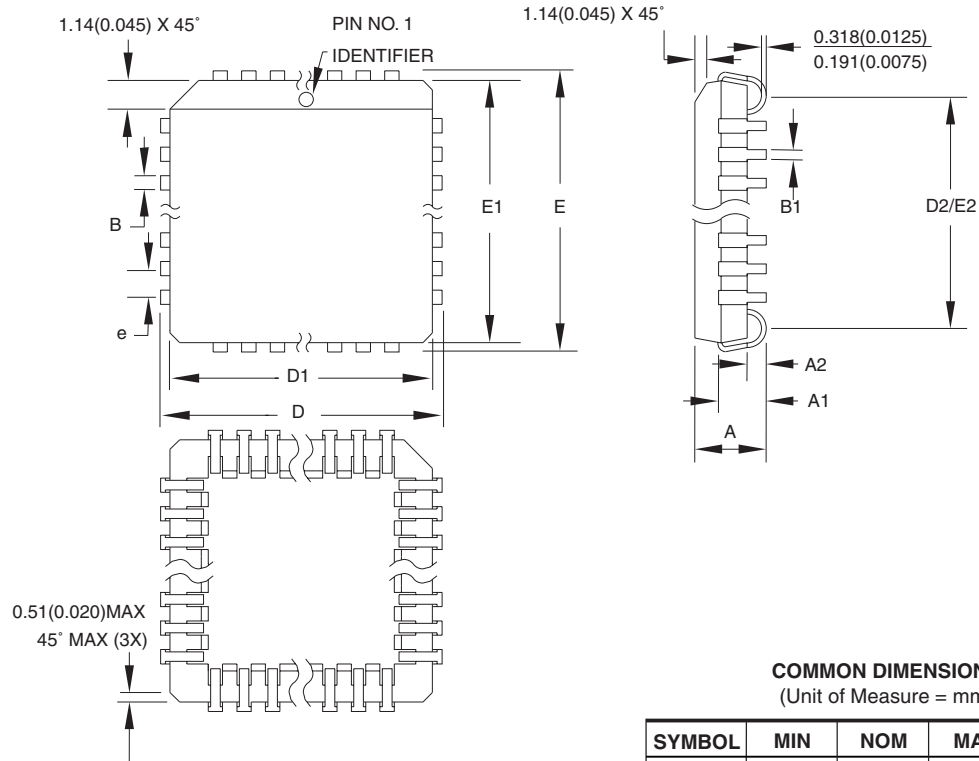 1.14(0.045) X 45˚
PIN NO. 1
IDENTIFIER
1.14(0.045) X 45˚
0.318(0.0125)
0.191(0.0075)
B
e
E1
E
B1
D2/E2
A2
A1
A
D1
D
0.51(0.020)MAX
45˚ MAX (3X)
COMMON DIMENSION
(Unit of Measure = mm
SYMBOL MIN NOM MA